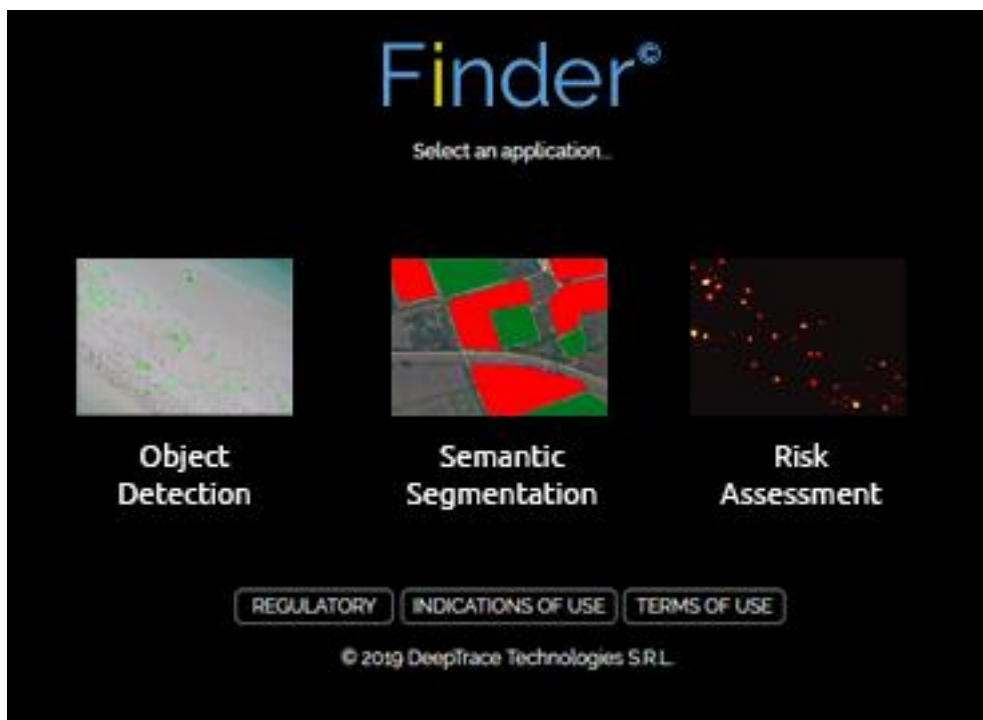 Finder©
Select an application...
Object
Detection
Semantic
Segmentation
Risk
Assessment
REGULATORY
INDICATIONS OF USE
TERMS OF USE
© 2019 DeepTrace Technologies S.R.L.